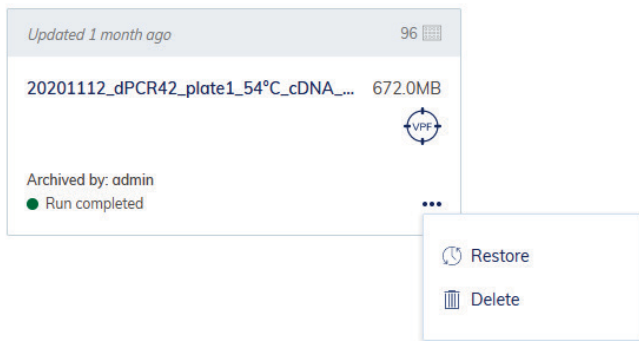 Updated 1 month ago 96
20201112_dPCR42_plate1_54°C_cDNA_... 672.0MB
VPF
Archived by: admin
Run completed
Restore
Delete